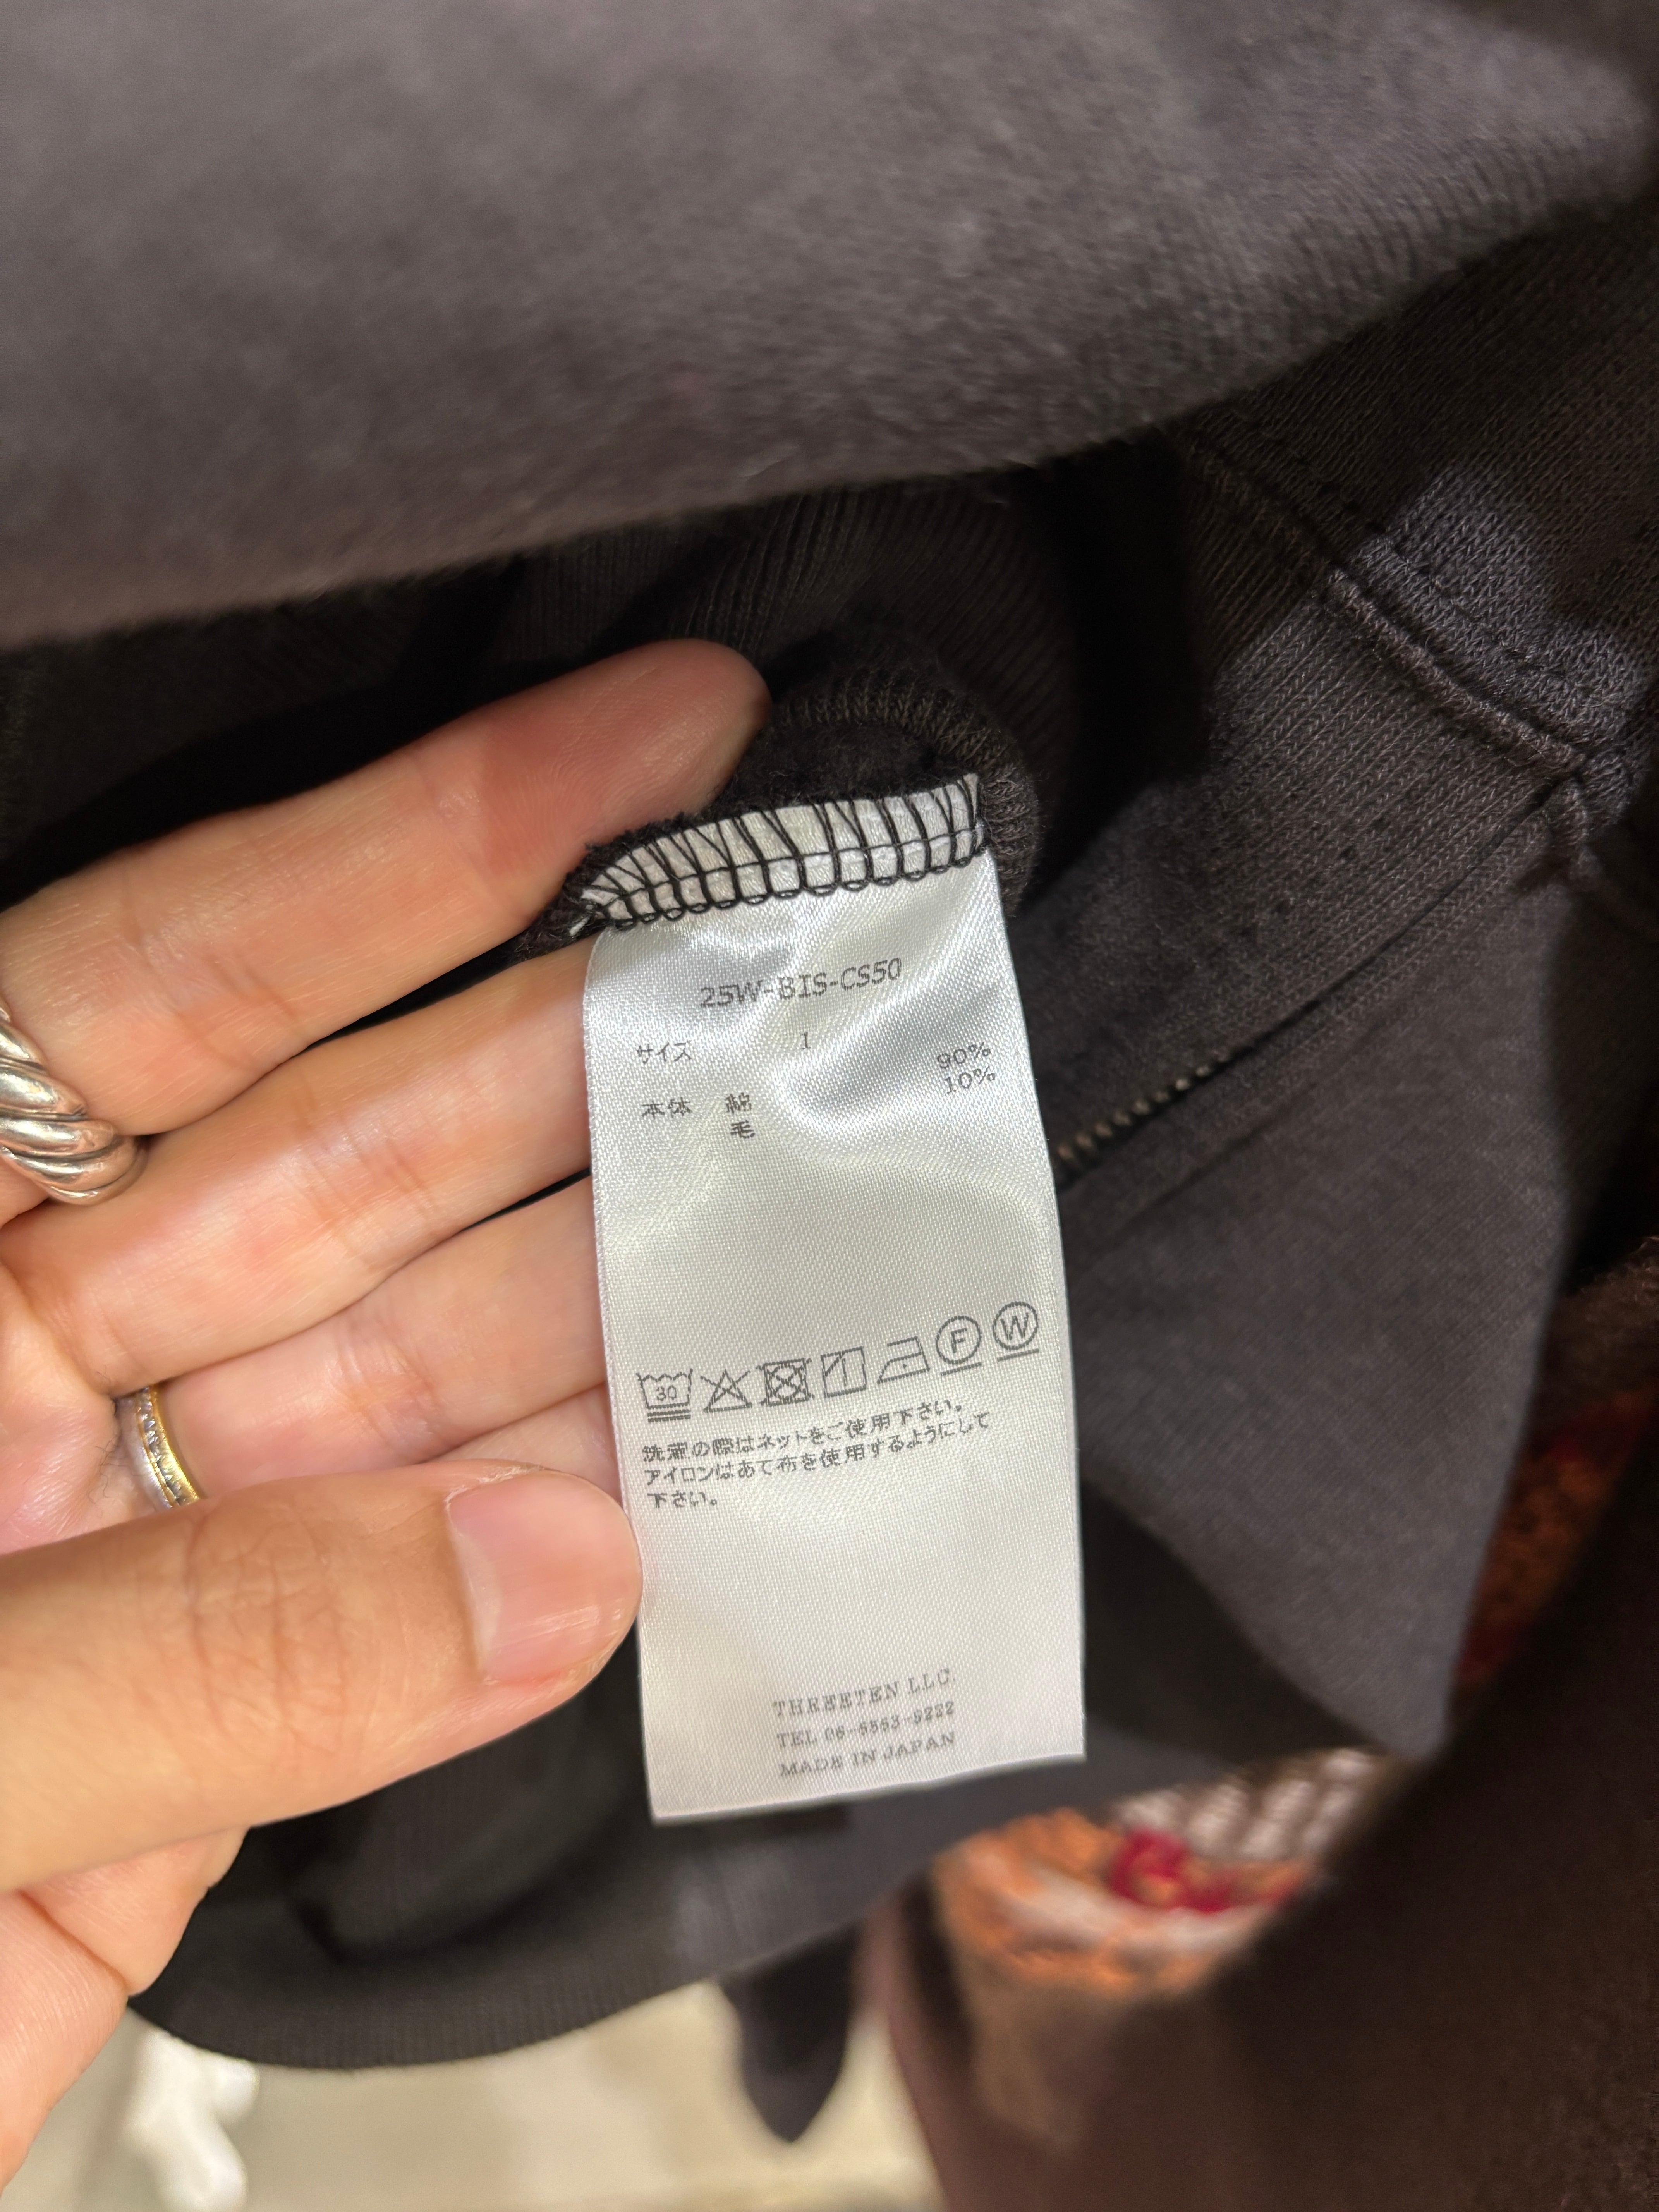 25W-BIS-CS50
サイズ 1
本体 綿 90%
毛 10%
30 F W
洗濯の際はネットをご使用下さい。
アイロンはあて布を使用するようにして
下さい。
THREETEN LLC.
TEL 06-6563-9222
MADE IN JAPAN